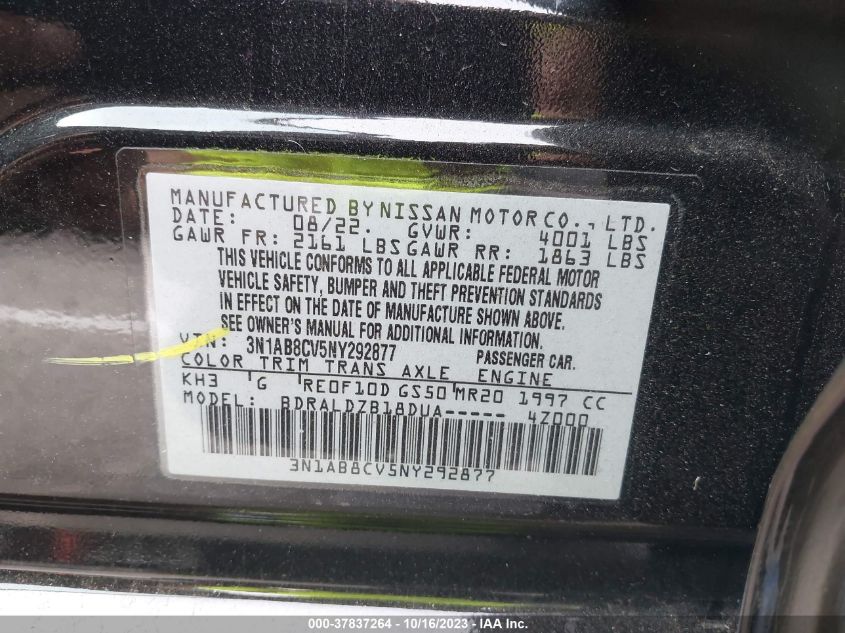 MANUFACTURED BY NISSAN MOTOR CO., LTD.
DATE: 08/22. GVWR: 4001 LBS
GAWR FR: 2161 LBS GAWR RR: 1863 LBS
THIS VEHICLE CONFORMS TO ALL APPLICABLE FEDERAL MOTOR
VEHICLE SAFETY, BUMPER AND THEFT PREVENTION STANDARDS
IN EFFECT ON THE DATE OF MANUFACTURE SHOWN ABOVE.
SEE OWNER'S MANUAL FOR ADDITIONAL INFORMATION.
VIN: 3N1AB8CV5NY292877 PASSENGER CAR.
COLOR TRIM TRANS AXLE ENGINE
KH3 G RE0F10D GS50 MR20 1997 CC
MODEL: BDRALDZB18DUA----- 4Z000
3N1AB8CV5NY292877
000-37837264 - 10/16/2023 - © IAA, Inc.